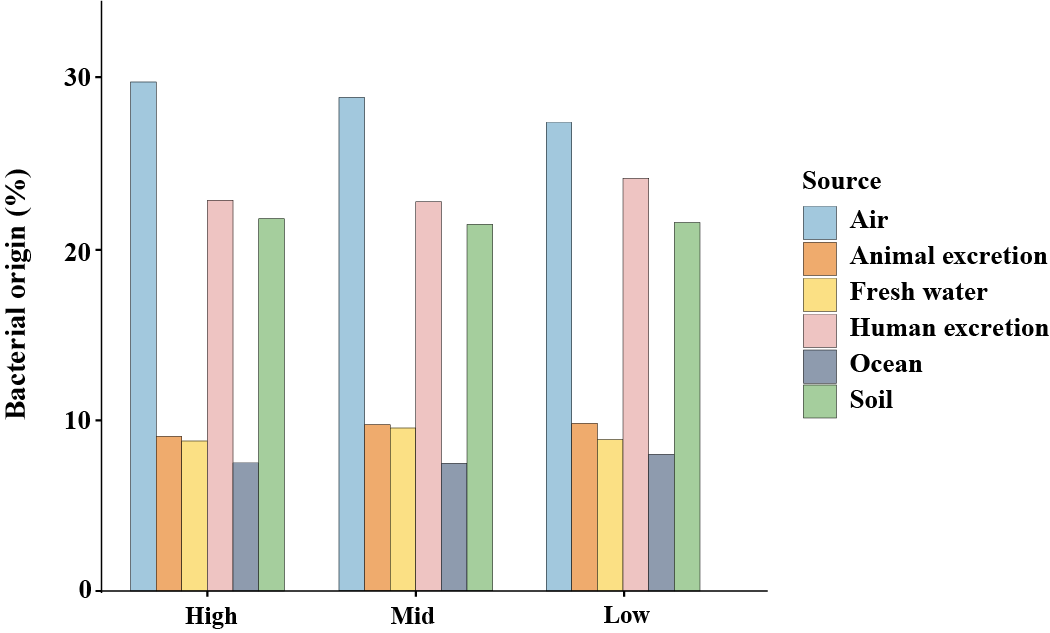 Bacterial origin (%)
30
20
10
0
High
Mid
Low
Source
Air
Animal excretion
Fresh water
Human excretion
Ocean
Soil